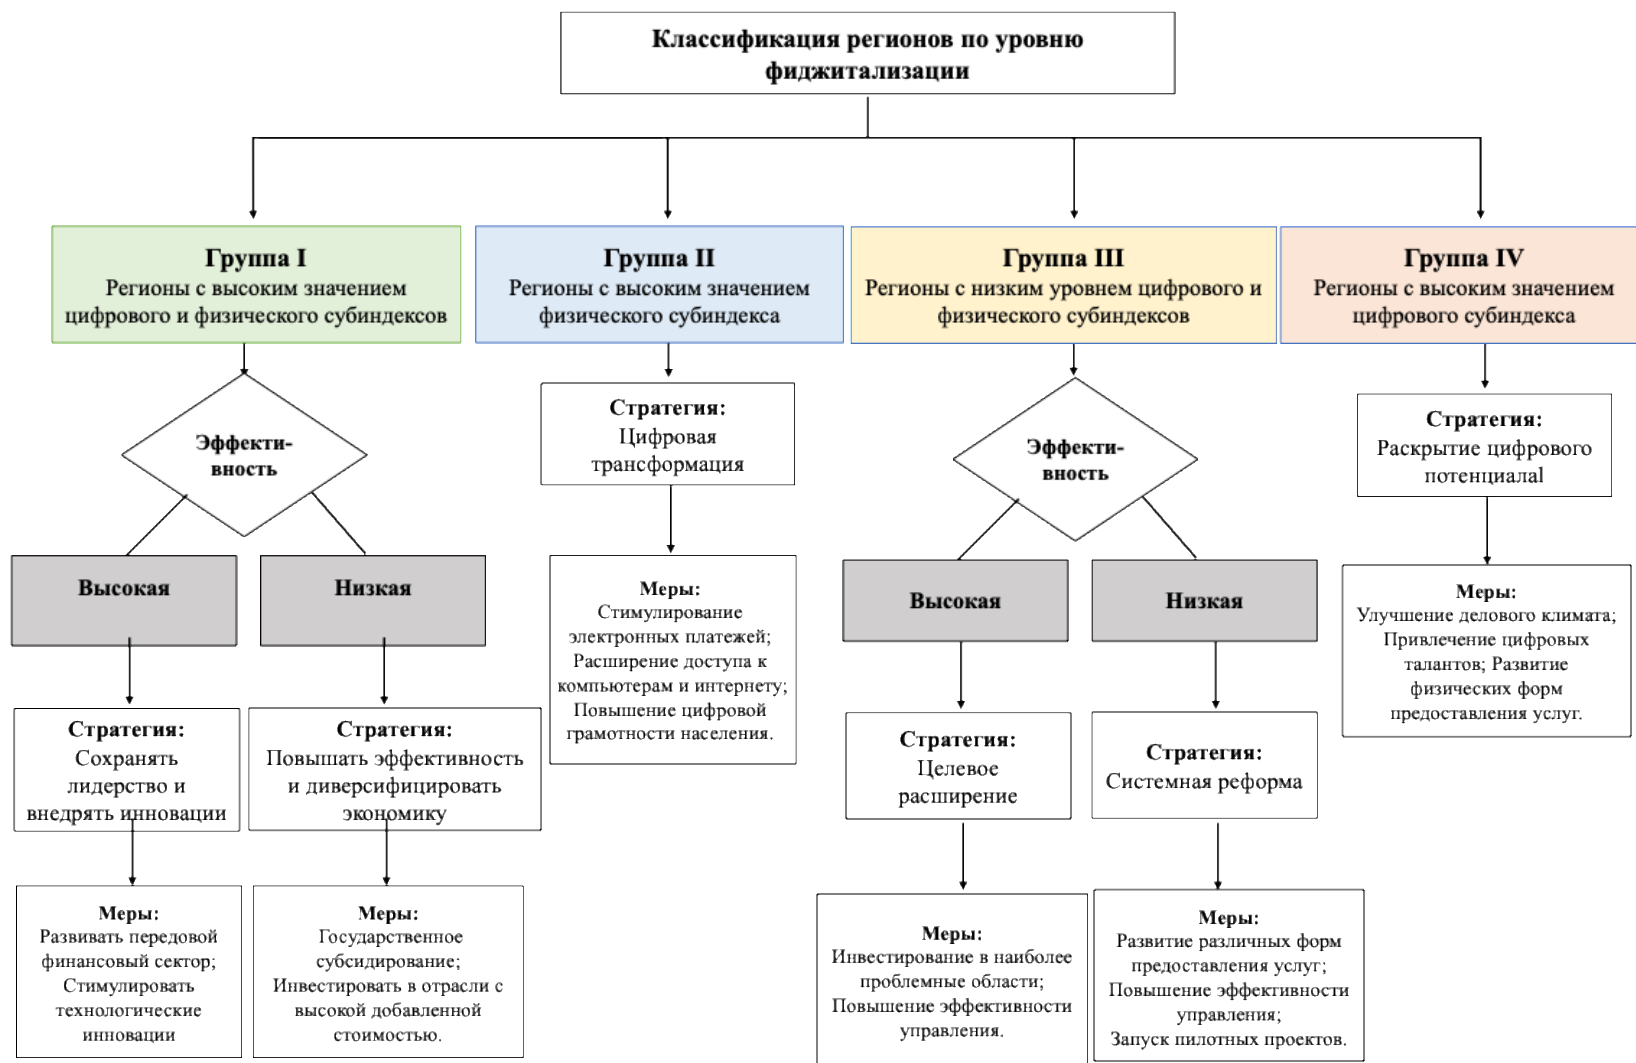 Классификация регионов по уровню
фиджитализации
Группа I
Регионы с высоким значением
цифрового и физического субиндексов
Группа II
Регионы с высоким значением
физического субиндекса
Группа III
Регионы с низким уровнем цифрового и
физического субиндексов
Группа IV
Регионы с высоким значением
цифрового субиндекса
Эффекти-
вность
Высокая
Низкая
Стратегия:
Сохранять
лидерство и
внедрять инновации
Стратегия:
Повышать эффективность
и диверсифицировать
экономику
Меры:
Развивать передовой
финансовый сектор;
Стимулировать
технологические
инновации
Меры:
Государственное
субсидирование;
Инвестировать в отрасли с
высокой добавленной
стоимостью.
Стратегия:
Цифровая
трансформация
Меры:
Стимулирование
электронных платежей;
Расширение доступа к
компьютерам и интернету;
Повышение цифровой
грамотности населения.
Эффекти-
вность
Высокая
Низкая
Стратегия:
Целевое
расширение
Стратегия:
Системная реформа
Меры:
Инвестирование в наиболее
проблемные области;
Повышение эффективности
управления.
Меры:
Развитие различных форм
предоставления услуг;
Повышение эффективности
управления;
Запуск пилотных проектов.
Стратегия:
Раскрытие цифрового
потенциалаl
Меры:
Улучшение делового климата;
Привлечение цифровых
талантов; Развитие
физических форм
предоставления услуг.